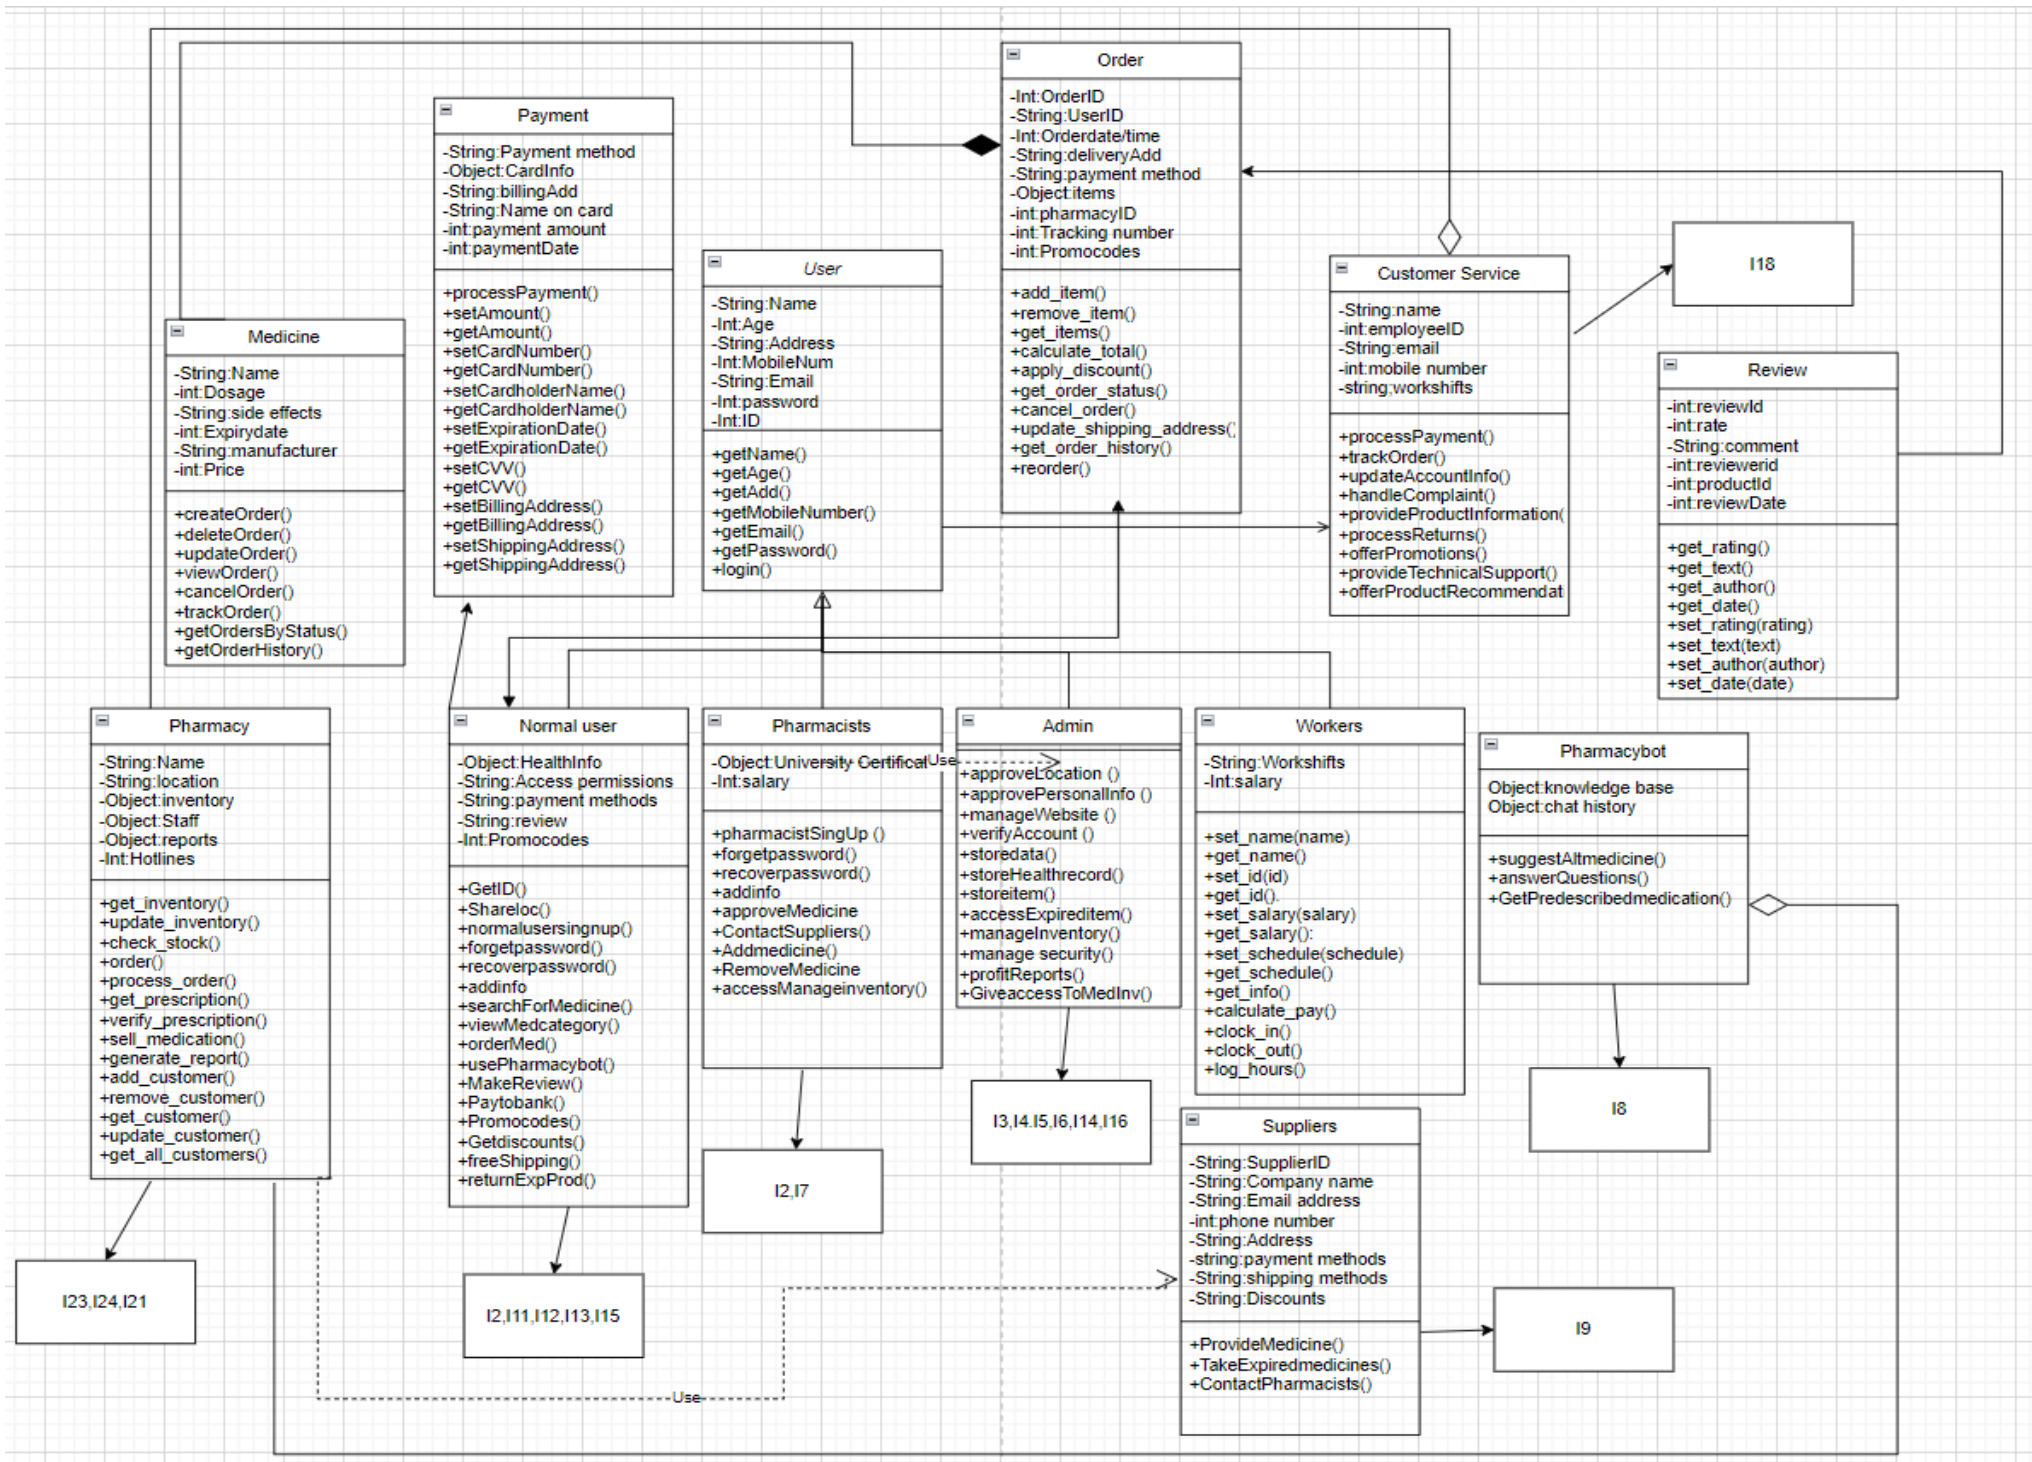 Order
-Int:OrderID
-String:UserID
-Int:Orderdate/time
-String:deliveryAdd
-String:payment method
-Object:items
-int:pharmacyID
-int:Tracking number
-int:Promocodes
+add_item()
+remove_item()
+get_items()
+calculate_total()
+apply_discount()
+get_order_status()
+cancel_order()
+update_shipping_address(
+get_order_history()
+reorder()
Payment
-String:Payment method
-Object:CardInfo
-String:billingAdd
-String:Name on card
-int:payment amount
-int:paymentDate
+processPayment()
+setAmount()
+getAmount()
+setCardNumber()
+getCardNumber()
+setCardholderName()
+getCardholderName()
+setExpirationDate()
+getExpirationDate()
+setCVV()
+getCVV()
+setBillingAddress()
+getBillingAddress()
+setShippingAddress()
+getShippingAddress()
User
-String:Name
-Int:Age
-String:Address
-Int:MobileNum
-String:Email
-Int:password
-Int:ID
+getName()
+getAge()
+getAdd()
+getMobileNumber()
+getEmail()
+getPassword()
+login()
Customer Service
-String:name
-int:employeeID
-String:email
-int:mobile number
-string;workshifts
+processPayment()
+trackOrder()
+updateAccountInfo()
+handleComplaint()
+provideProductInformation(
+processReturns()
+offerPromotions()
+provideTechnicalSupport()
+offerProductRecommendat
I18
Medicine
-String:Name
-int:Dosage
-String:side effects
-int:Expirydate
-String:manufacturer
-int:Price
+createOrder()
+deleteOrder()
+updateOrder()
+viewOrder()
+cancelOrder()
+trackOrder()
+getOrdersByStatus()
+getOrderHistory()
Review
-int:reviewId
-int:rate
-String:comment
-int:reviewerid
-int:productId
-int:reviewDate
+get_rating()
+get_text()
+get_author()
+get_date()
+set_rating(rating)
+set_text(text)
+set_author(author)
+set_date(date)
Pharmacy
-String:Name
-String:location
-Object:inventory
-Object:Staff
-Object:reports
-Int:Hotlines
+get_inventory()
+update_inventory()
+check_stock()
+order()
+process_order()
+get_prescription()
+verify_prescription()
+sell_medication()
+generate_report()
+add_customer()
+remove_customer()
+get_customer()
+update_customer()
+get_all_customers()
Normal user
-Object:HealthInfo
-String:Access permissions
-String:payment methods
-String:review
-Int:Promocodes
+GetID()
+Shareloc()
+normalusersingnup()
+forgetpassword()
+recoverpassword()
+addinfo
+searchForMedicine()
+viewMedcategory()
+orderMed()
+usePharmacybot()
+MakeReview()
+Paytobank()
+Promocodes()
+Getdiscounts()
+freeShipping()
+returnExpProd()
Pharmacists
-Object:University Certifical
-Int:salary
+pharmacistSingUp ()
+forgetpassword()
+recoverpassword()
+addinfo
+approveMedicine
+ContactSuppliers()
+Addmedicine()
+RemoveMedicine
+accessManageinventory()
Use
Admin
+approveLocation ()
+approvePersonalInfo ()
+manageWebsite ()
+verifyAccount ()
+storedata()
+storeHealthrecord()
+storeitem()
+accessExpireditem()
+manageInventory()
+manage security()
+profitReports()
+GiveaccessToMedInv()
Workers
-String:Workshifts
-Int:salary
+set_name(name)
+get_name()
+set_id(id)
+get_id().
+set_salary(salary)
+get_salary():
+set_schedule(schedule)
+get_schedule()
+get_info()
+calculate_pay()
+clock_in()
+clock_out()
+log_hours()
Pharmacybot
Object:knowledge base
Object:chat history
+suggestAltmedicine()
+answerQuestions()
+GetPredescribedmedication()
I8
I3,I4.I5,I6,I14,I16
I2,I7
Suppliers
-String:SupplierID
-String:Company name
-String:Email address
-int:phone number
-String:Address
-string:payment methods
-String:shipping methods
-String:Discounts
+ProvideMedicine()
+TakeExpiredmedicines()
+ContactPharmacists()
I23,I24,I21
I2,I11,I12,I13,I15
I9
Use